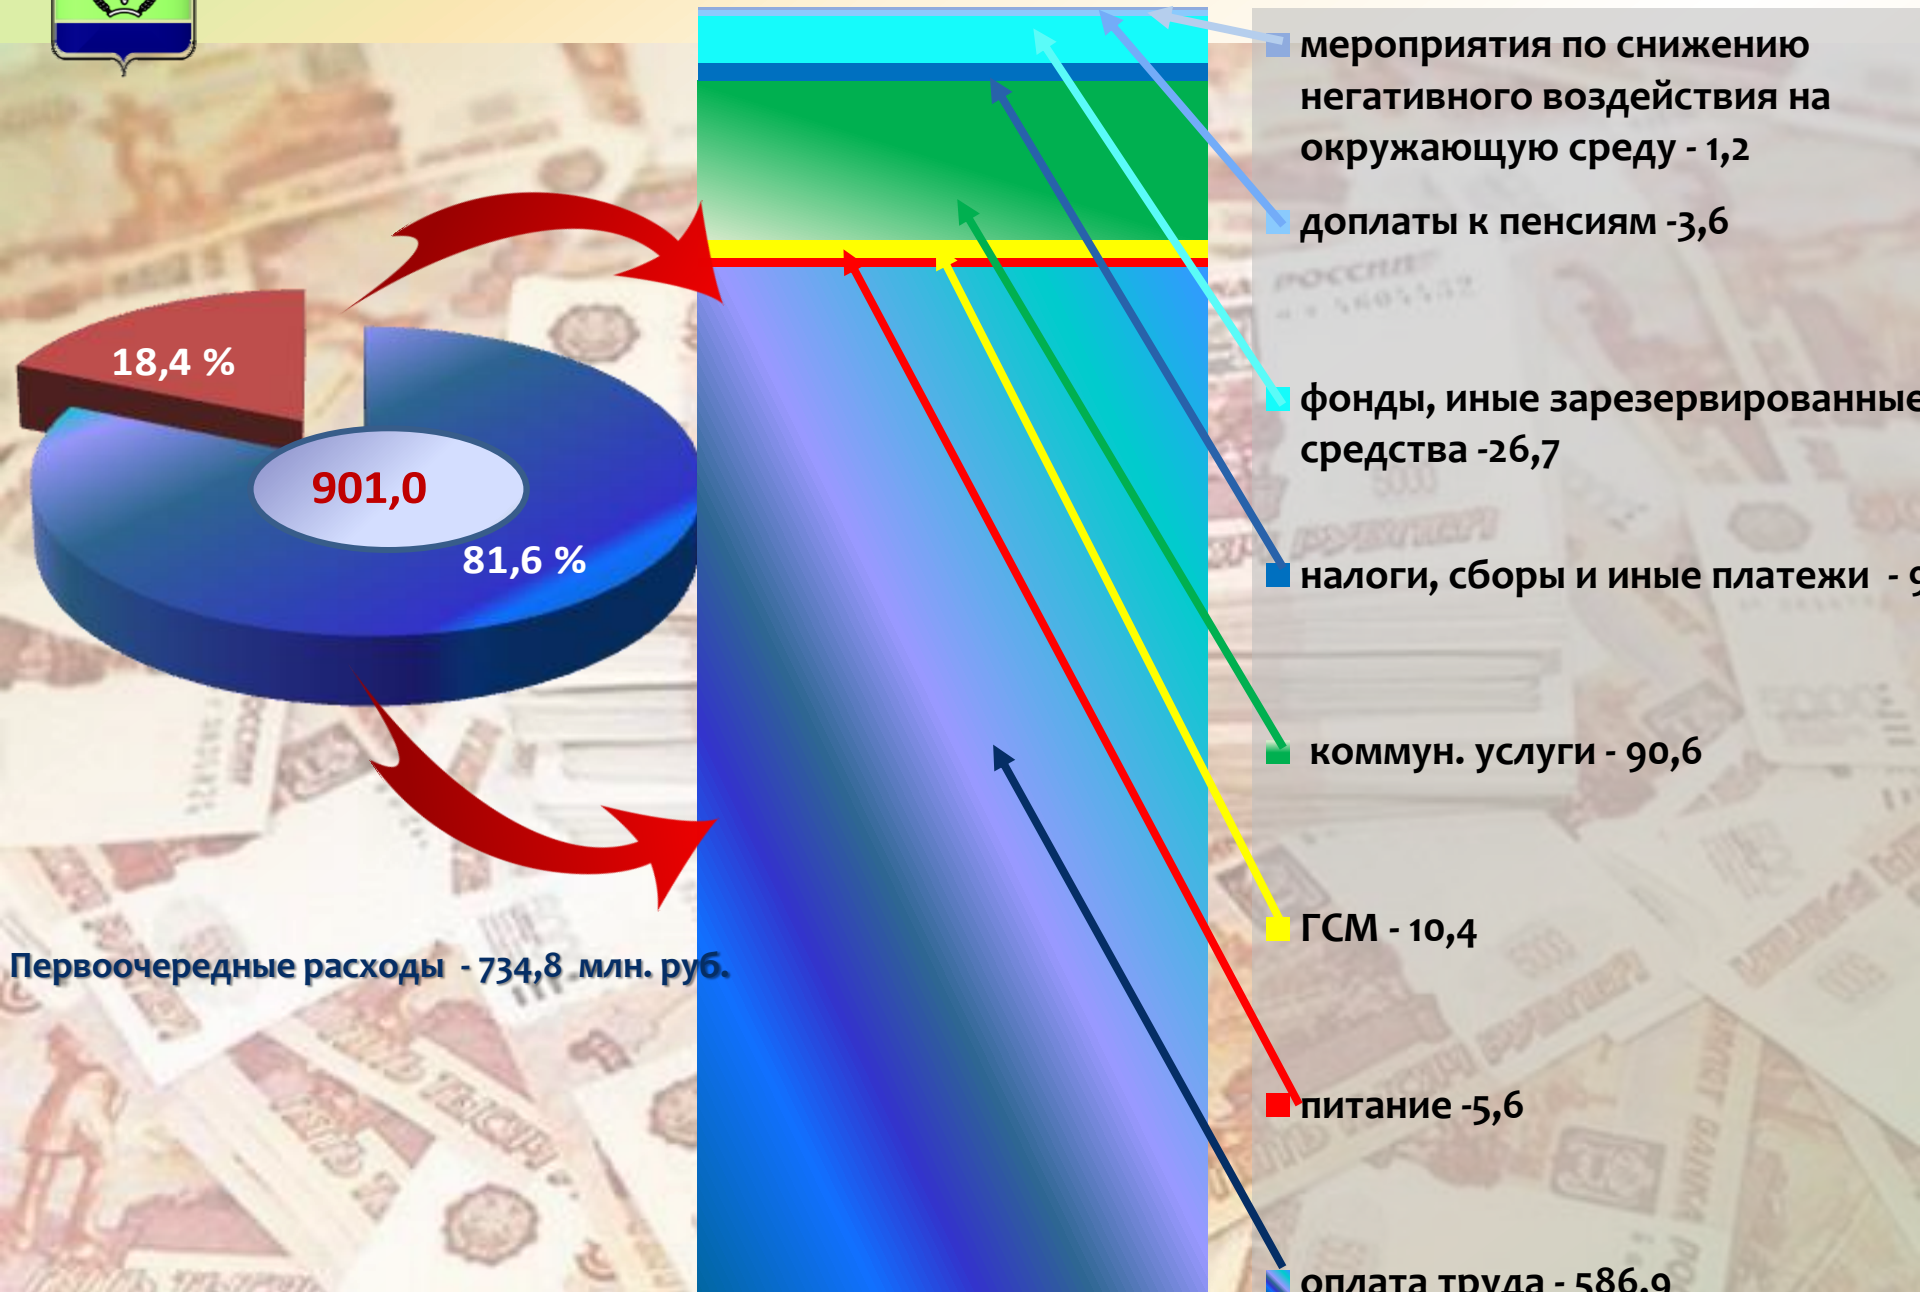 18,4 %
901,0
81,6 %
Первоочередные расходы - 734,8 млн. руб.
мероприятия по снижению
негативного воздействия на
окружающую среду - 1,2
доплаты к пенсиям -3,6
фонды, иные зарезервированные
средства -26,7
налоги, сборы и иные платежи - 9
коммун. услуги - 90,6
ГСМ - 10,4
питание -5,6
оплата труда - 586,9